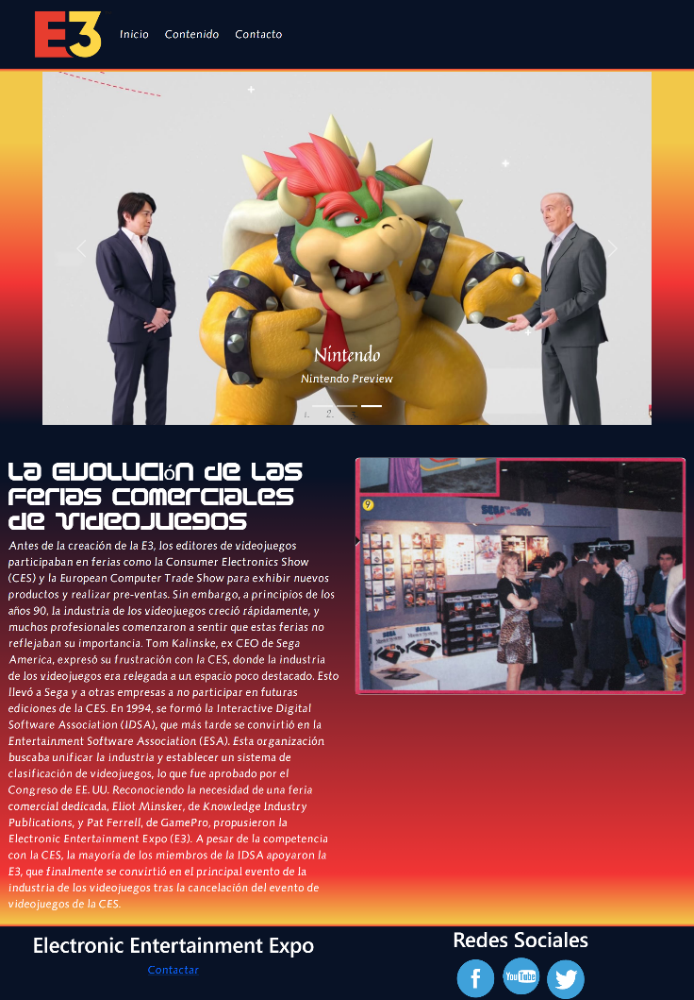 E3
Inicio Contenido Contacto
Nintendo
Nintendo Preview
1. 2. 3.
La Evolución de las
Ferias Comerciales
de Videojuegos
Antes de la creación de la E3, los editores de videojuegos
participaban en ferias como la Consumer Electronics Show
(CES) y la European Computer Trade Show para exhibir nuevos
productos y realizar pre-ventas. Sin embargo, a principios de los
años 90, la industria de los videojuegos creció rápidamente, y
muchos profesionales comenzaron a sentir que estas ferias no
reflejaban su importancia. Tom Kalinske, ex CEO de Sega
America, expresó su frustración con la CES, donde la industria
de los videojuegos era relegada a un espacio poco destacado. Esto
llevó a Sega y a otras empresas a no participar en futuras
ediciones de la CES. En 1994, se formó la Interactive Digital
Software Association (IDSA), que más tarde se convirtió en la
Entertainment Software Association (ESA). Esta organización
buscaba unificar la industria y establecer un sistema de
clasificación de videojuegos, lo que fue aprobado por el
Congreso de EE. UU. Reconociendo la necesidad de una feria
comercial dedicada, Eliot Minsker, de Knowledge Industry
Publications, y Pat Ferrell, de GamePro, propusieron la
Electronic Entertainment Expo (E3). A pesar de la competencia
con la CES, la mayoría de los miembros de la IDSA apoyaron la
E3, que finalmente se convirtió en el principal evento de la
industria de los videojuegos tras la cancelación del evento de
videojuegos de la CES.
9
SEGA
90s
Electronic Entertainment Expo
Contactar
Redes Sociales
f
You Tube